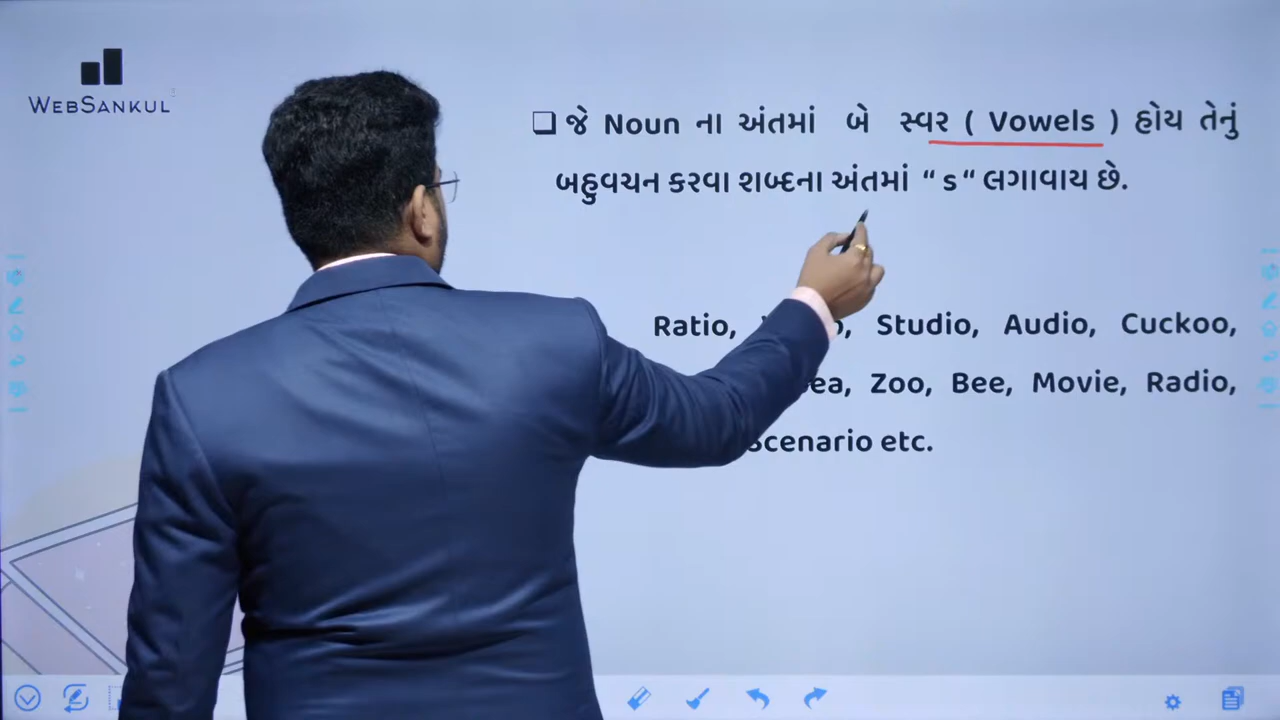 WEBSANKUL
જે Noun ના અંતમાં બે સ્વર ( Vowels ) હોય તેનું
બહુવચન કરવા શબ્દના અંતમાં “ s “ લગાવાય છે.
Ratio, Studio, Audio, Cuckoo,
Zoo, Bee, Movie, Radio,
Scenario etc.